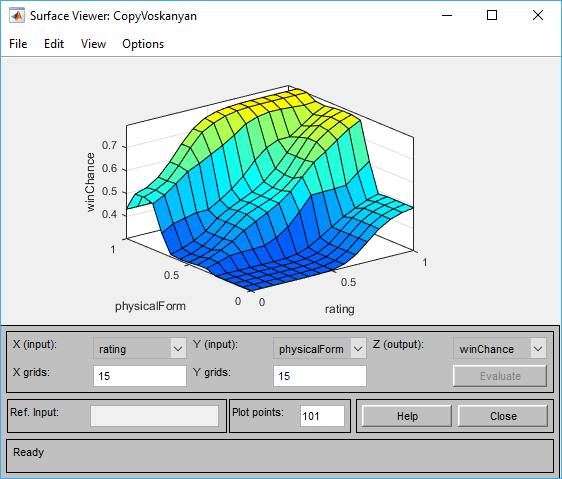 Surface Viewer: CopyVoskanyan
File Edit View Options
0.7
0.6
0.5
0.4
winChance
1
0.5
0
physicalForm
0
0.5
1
rating
X (input): rating Y (input): physicalForm Z (output): winChance
X grids: 15 Y grids: 15 Evaluate
Ref. Input: Plot points: 101 Help Close
Ready